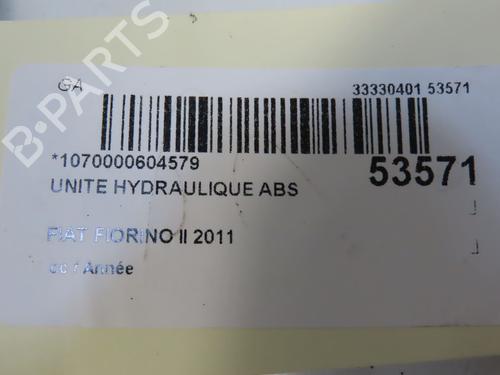 GA 33330401 53571
*1070000604579 53571
UNITE HYDRAULIQUE ABS
FIAT FIORINO II 2011
cc / Année
B-PARTS